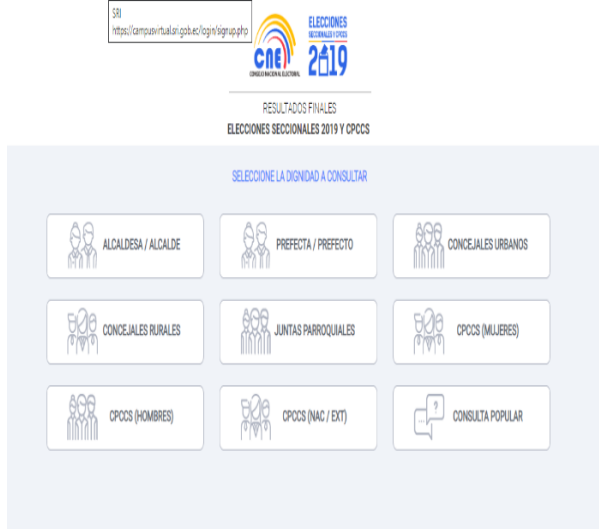 SRI
https://campusvirtual.sri.gob.ec/login/signup.php
ELECCIONES
SECCIONALES Y CPCCS
2019
CNE
CONSEJO NACIONAL ELECTORAL
RESULTADOS FINALES
ELECCIONES SECCIONALES 2019 Y CPCCS
SELECCIONE LA DIGNIDAD A CONSULTAR
ALCALDESA / ALCALDE
PREFECTA / PREFECTO
CONCEJALES URBANOS
CONCEJALES RURALES
JUNTAS PARROQUIALES
CPCCS (MUJERES)
CPCCS (HOMBRES)
CPCCS (NAC / EXT)
CONSULTA POPULAR